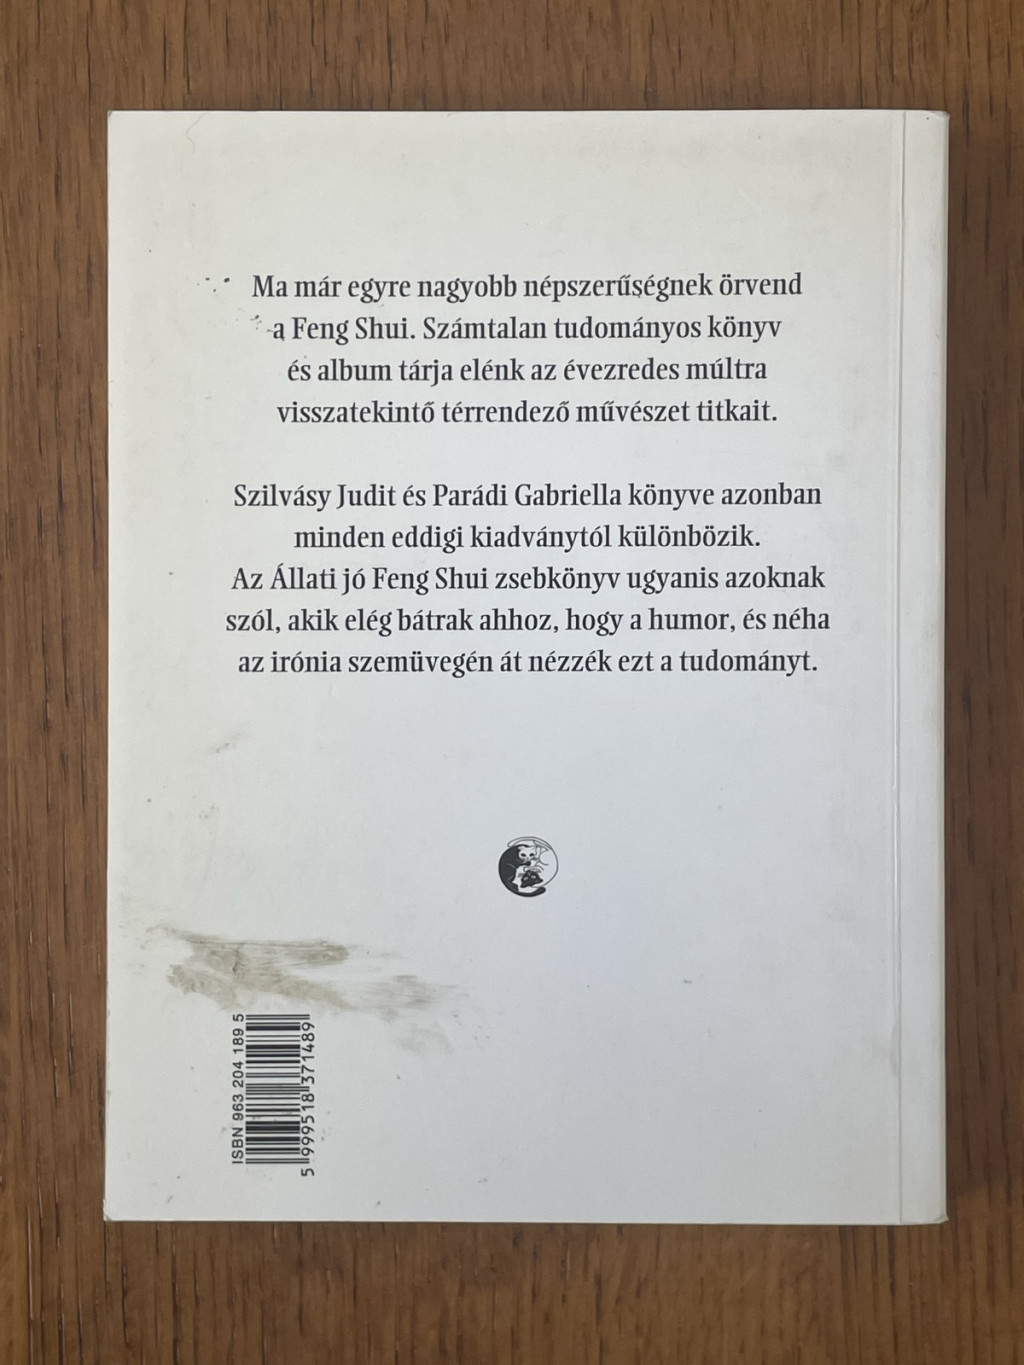 Ma már egyre nagyobb népszerűségnek örvend
a Feng Shui. Számtalan tudományos könyv
és album tárja elénk az évezredes múltra
visszatekintő térrendező művészet titkait.
Szilvásy Judit és Parádi Gabriella könyve azonban
minden eddigi kiadványtól különbözik.
Az Állati jó Feng Shui zsebkönyv ugyanis azoknak
szól, akik elég bátrak ahhoz, hogy a humor, és néha
az irónia szemüvegén át nézzék ezt a tudományt.
ISBN 963 204 189 5
5 999518 371489